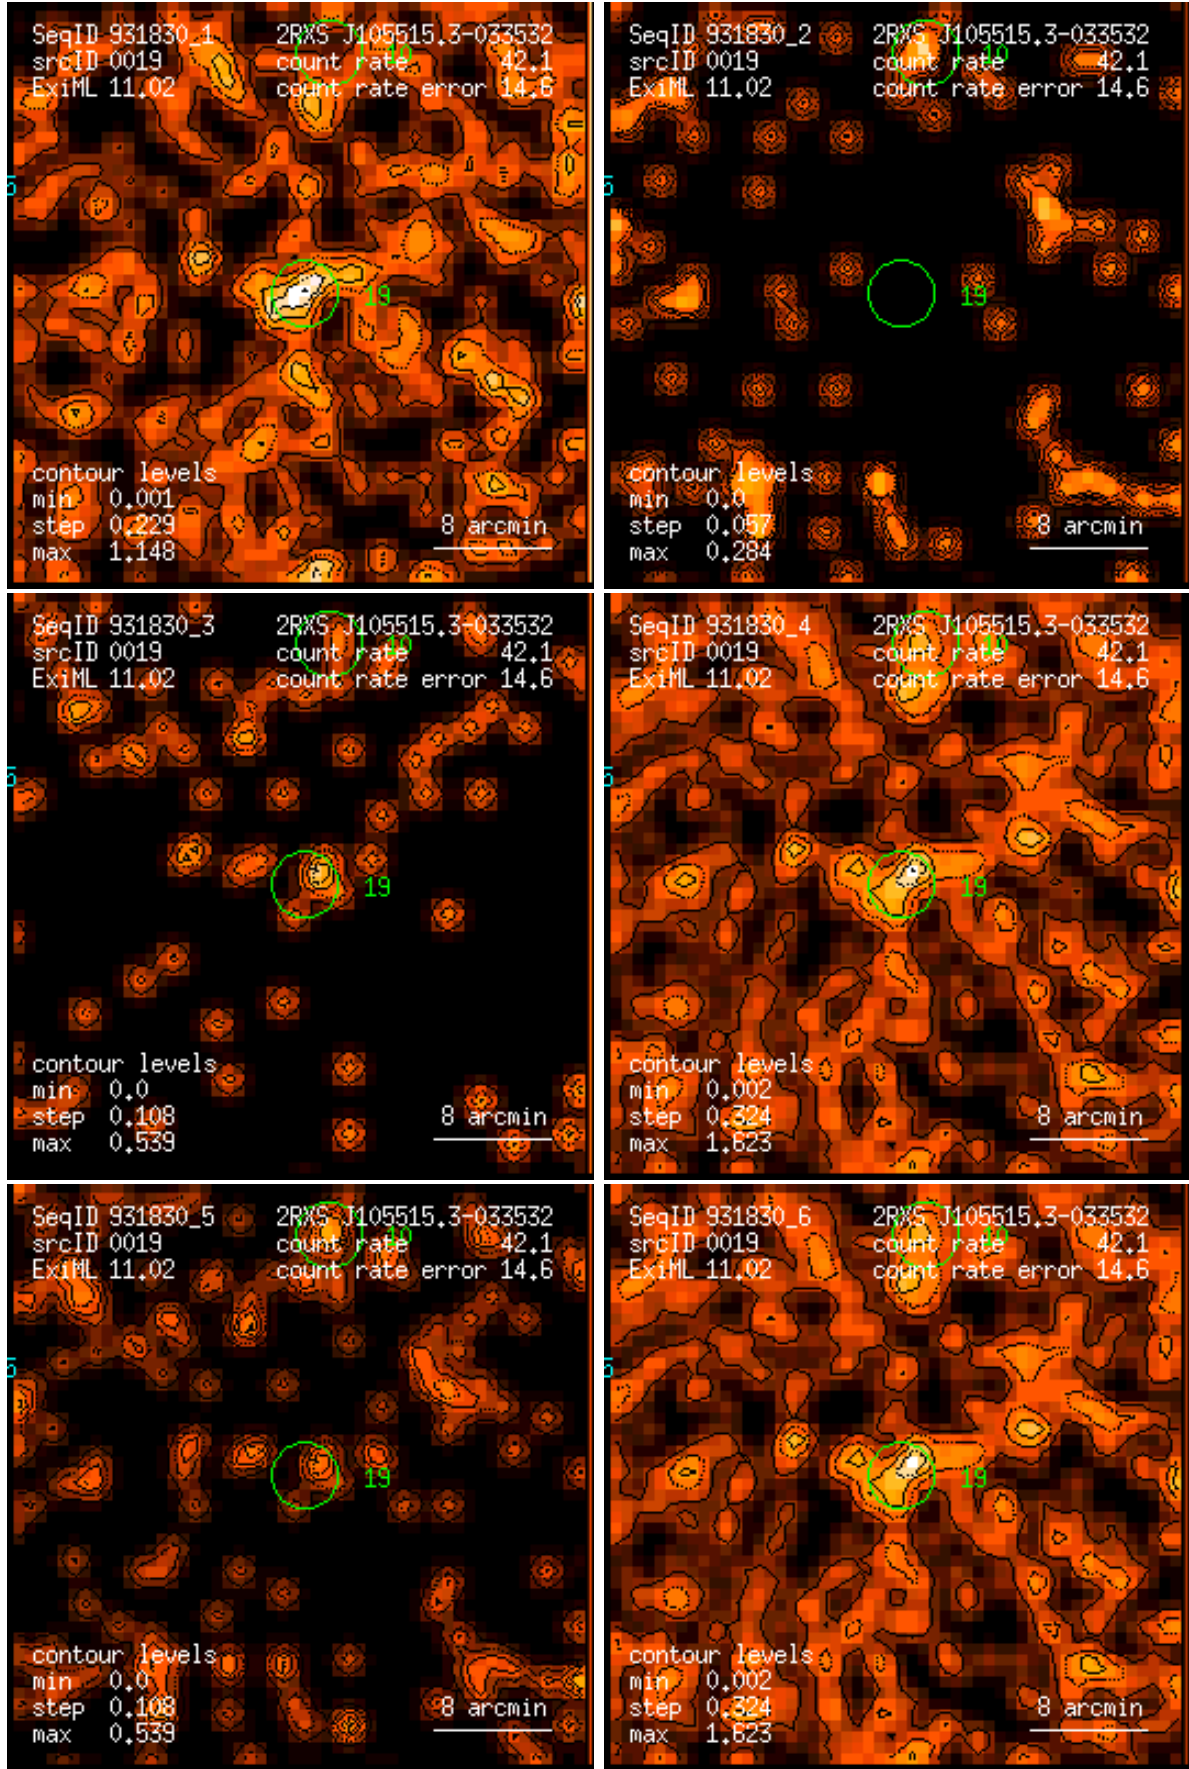 SeqID 931830_1 2RXS J105515.3-033532
srcID 0019 count rate 42.1
ExiML 11.02 count rate error 14.6
19
contour levels
min 0.001
step 0.229
max 1.148
8 arcmin
SeqID 931830_2 2RXS J105515.3-033532
srcID 0019 count rate 42.1
ExiML 11.02 count rate error 14.6
19
contour levels
min 0.0
step 0.057
max 0.284
8 arcmin
SeqID 931830_3 2RXS J105515.3-033532
srcID 0019 count rate 42.1
ExiML 11.02 count rate error 14.6
19
contour levels
min 0.0
step 0.108
max 0.539
8 arcmin
SeqID 931830_4 2RXS J105515.3-033532
srcID 0019 count rate 42.1
ExiML 11.02 count rate error 14.6
19
contour levels
min 0.002
step 0.324
max 1.623
8 arcmin
SeqID 931830_5 2RXS J105515.3-033532
srcID 0019 count rate 42.1
ExiML 11.02 count rate error 14.6
19
contour levels
min 0.0
step 0.108
max 0.539
8 arcmin
SeqID 931830_6 2RXS J105515.3-033532
srcID 0019 count rate 42.1
ExiML 11.02 count rate error 14.6
19
contour levels
min 0.002
step 0.324
max 1.623
8 arcmin